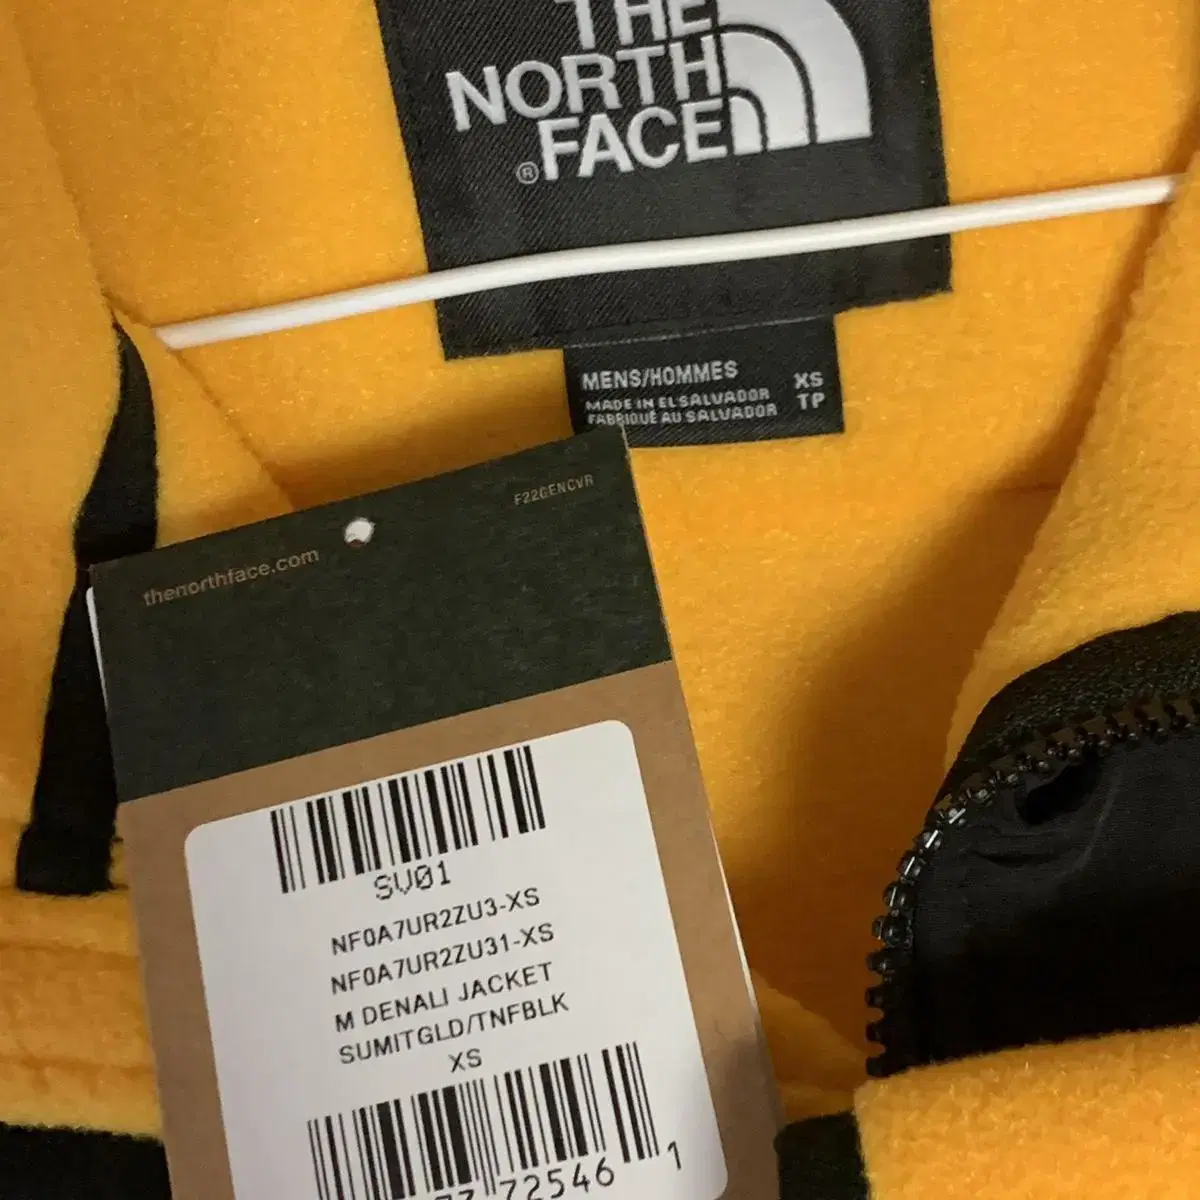 THE
NORTH
®FACE
MENS/HOMMES XS
MADE IN EL SALVADOR TP
FABRIQUÉ AU SALVADOR
F22GENCVR
thenorthface.com
SV01
NF0A7UR2ZU3-XS
NF0A7UR2ZU31-XS
M DENALI JACKET
SUMITGLD/TNFBLK
XS
72546 1